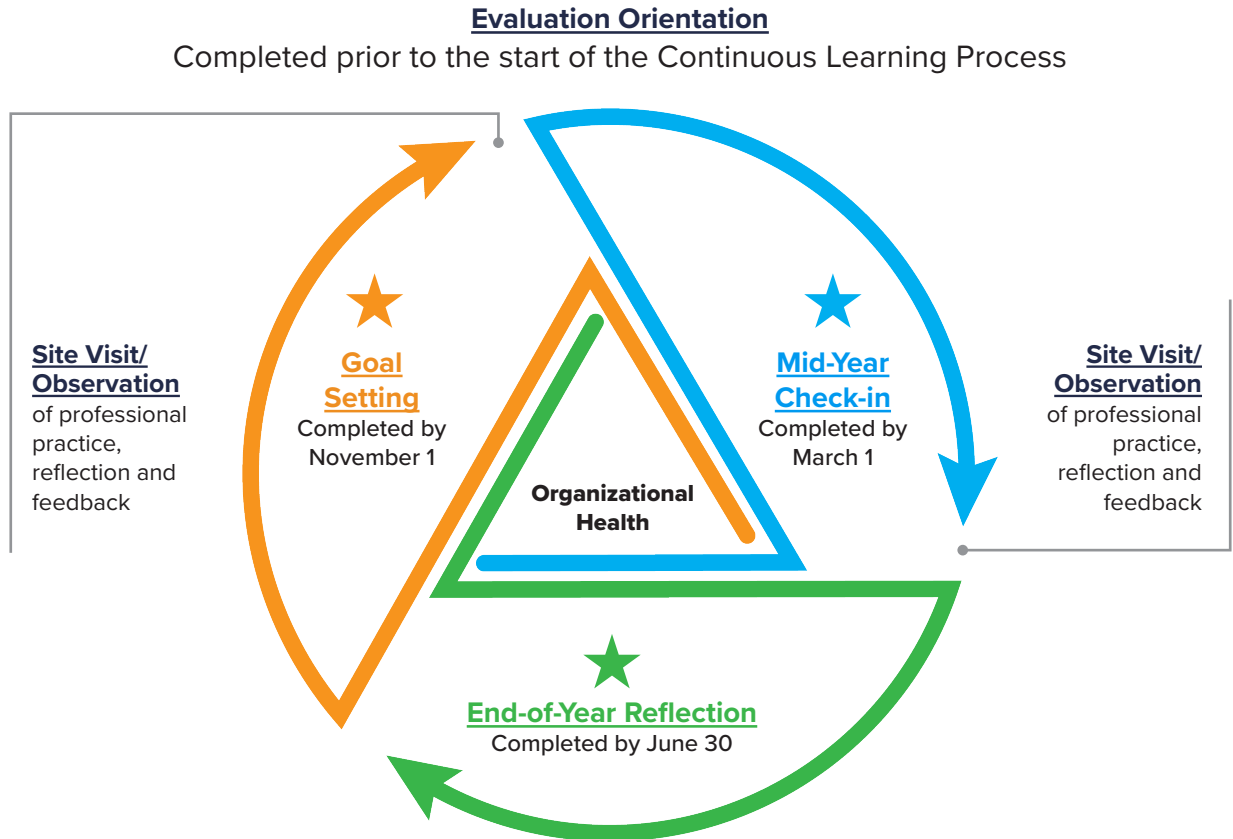 Evaluation Orientation
Completed prior to the start of the Continuous Learning Process
Site Visit/
Observation
of professional
practice,
reflection and
feedback
Goal
Setting
Completed by
November 1
Organizational
Health
Mid-Year
Check-in
Completed by
March 1
Site Visit/
Observation
of professional
practice,
reflection and
feedback
End-of-Year Reflection
Completed by June 30